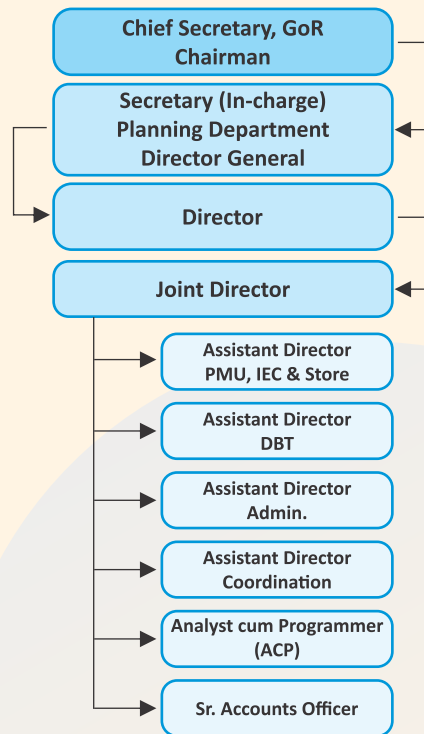 Chief Secretary, GoR
Chairman
Secretary (In-charge)
Planning Department
Director General
Director
Joint Director
Assistant Director
PMU, IEC & Store
Assistant Director
DBT
Assistant Director
Admin.
Assistant Director
Coordination
Analyst cum Programmer
(ACP)
Sr. Accounts Officer